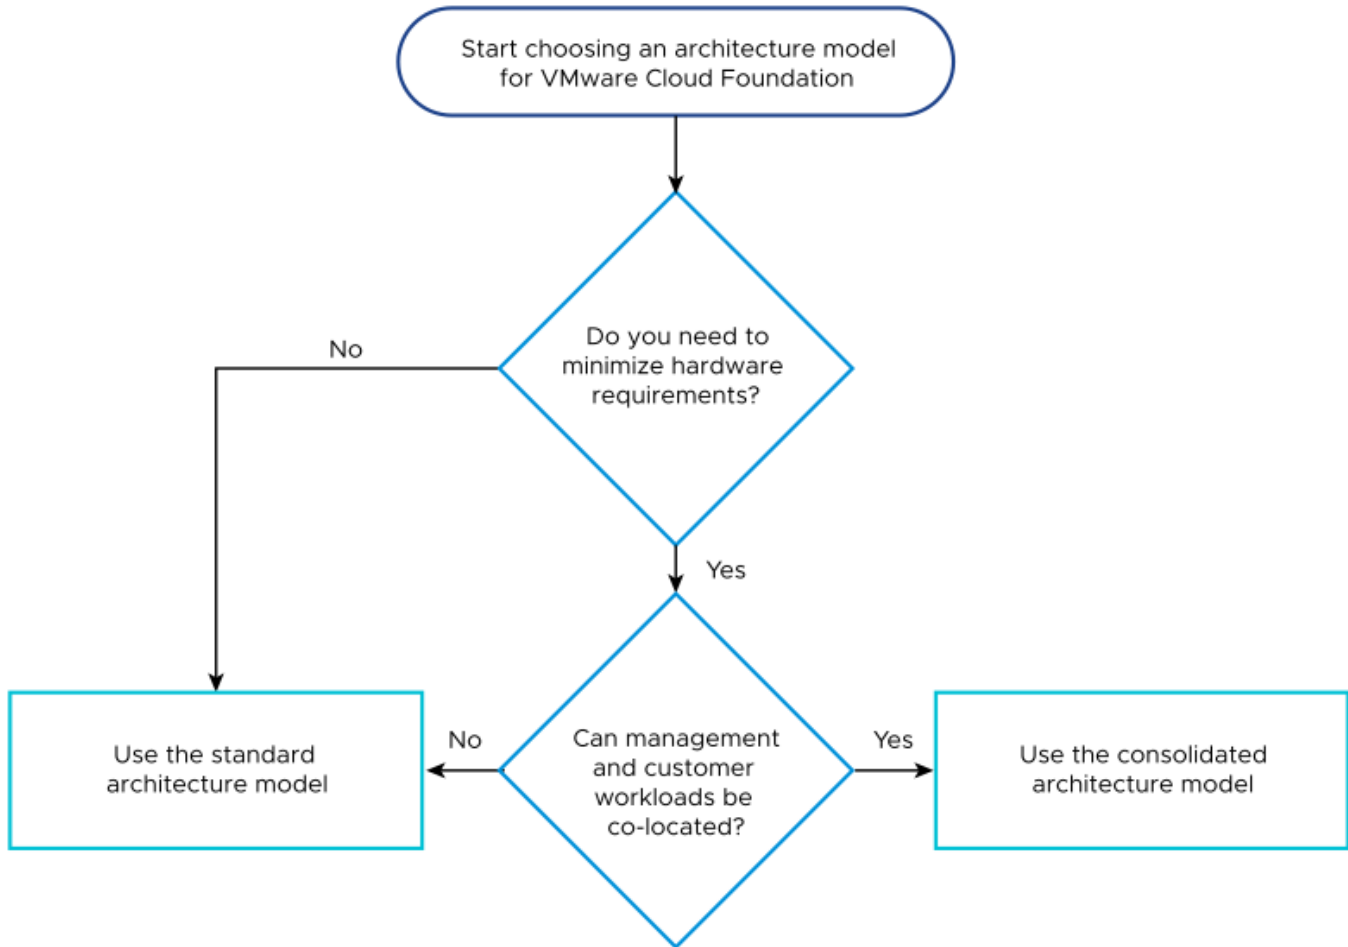 Start choosing an architecture model
for VMware Cloud Foundation
Do you need to
minimize hardware
requirements?
No
Yes
Use the standard
architecture model
No
Can management
and customer
workloads be
co-located?
Yes
Use the consolidated
architecture model